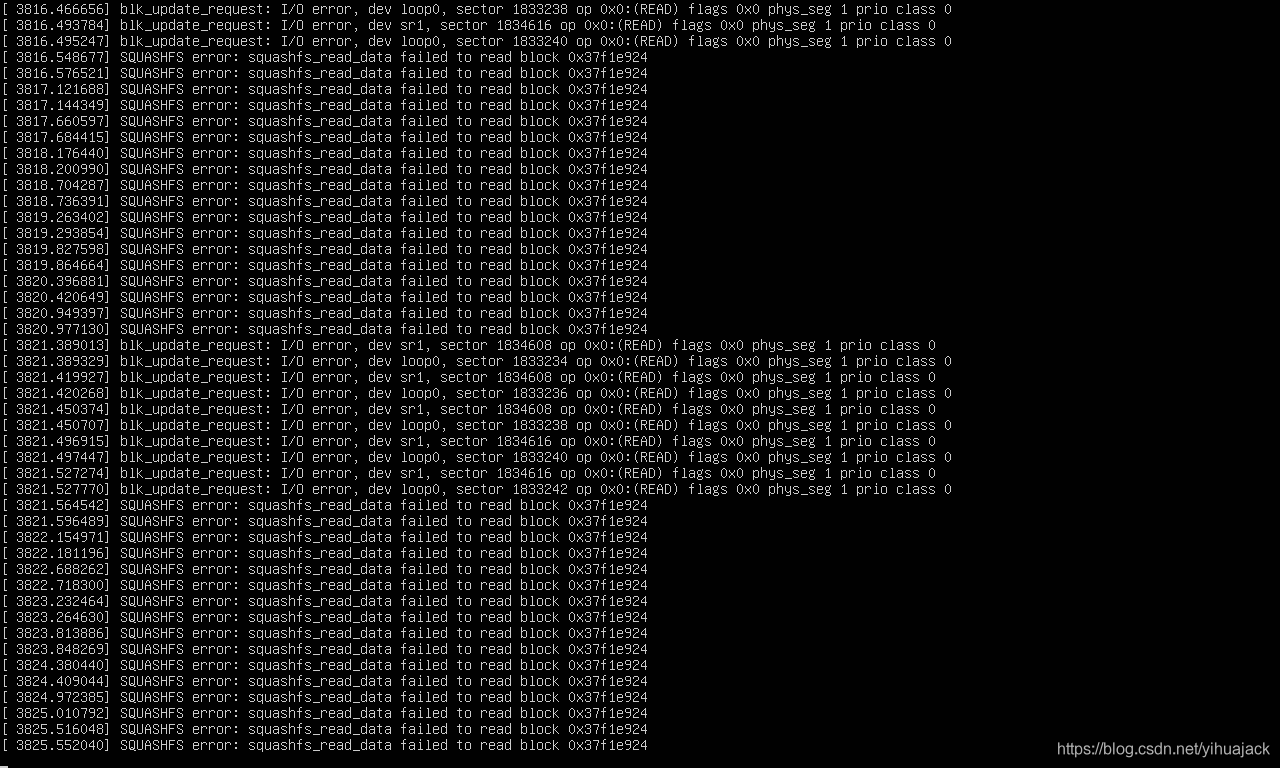 [ 3816.466656] blk_update_request: I/O error, dev loop0, sector 1833238 op 0x0:(READ) flags 0x0 phys_seg 1 prio class 0
[ 3816.493784] blk_update_request: I/O error, dev sr1, sector 1834616 op 0x0:(READ) flags 0x0 phys_seg 1 prio class 0
[ 3816.495247] blk_update_request: I/O error, dev loop0, sector 1833240 op 0x0:(READ) flags 0x0 phys_seg 1 prio class 0
[ 3816.548677] SQUASHFS error: squashfs_read_data failed to read block 0x37f1e924
[ 3816.576521] SQUASHFS error: squashfs_read_data failed to read block 0x37f1e924
[ 3817.121688] SQUASHFS error: squashfs_read_data failed to read block 0x37f1e924
[ 3817.144349] SQUASHFS error: squashfs_read_data failed to read block 0x37f1e924
[ 3817.660597] SQUASHFS error: squashfs_read_data failed to read block 0x37f1e924
[ 3817.684415] SQUASHFS error: squashfs_read_data failed to read block 0x37f1e924
[ 3818.176440] SQUASHFS error: squashfs_read_data failed to read block 0x37f1e924
[ 3818.200990] SQUASHFS error: squashfs_read_data failed to read block 0x37f1e924
[ 3818.704287] SQUASHFS error: squashfs_read_data failed to read block 0x37f1e924
[ 3818.736391] SQUASHFS error: squashfs_read_data failed to read block 0x37f1e924
[ 3819.263402] SQUASHFS error: squashfs_read_data failed to read block 0x37f1e924
[ 3819.293854] SQUASHFS error: squashfs_read_data failed to read block 0x37f1e924
[ 3819.827598] SQUASHFS error: squashfs_read_data failed to read block 0x37f1e924
[ 3819.864664] SQUASHFS error: squashfs_read_data failed to read block 0x37f1e924
[ 3820.396881] SQUASHFS error: squashfs_read_data failed to read block 0x37f1e924
[ 3820.420649] SQUASHFS error: squashfs_read_data failed to read block 0x37f1e924
[ 3820.949397] SQUASHFS error: squashfs_read_data failed to read block 0x37f1e924
[ 3820.977130] SQUASHFS error: squashfs_read_data failed to read block 0x37f1e924
[ 3821.389013] blk_update_request: I/O error, dev sr1, sector 1834608 op 0x0:(READ) flags 0x0 phys_seg 1 prio class 0
[ 3821.389329] blk_update_request: I/O error, dev loop0, sector 1833234 op 0x0:(READ) flags 0x0 phys_seg 1 prio class 0
[ 3821.419927] blk_update_request: I/O error, dev sr1, sector 1834608 op 0x0:(READ) flags 0x0 phys_seg 1 prio class 0
[ 3821.420268] blk_update_request: I/O error, dev loop0, sector 1833236 op 0x0:(READ) flags 0x0 phys_seg 1 prio class 0
[ 3821.450374] blk_update_request: I/O error, dev sr1, sector 1834608 op 0x0:(READ) flags 0x0 phys_seg 1 prio class 0
[ 3821.450707] blk_update_request: I/O error, dev loop0, sector 1833238 op 0x0:(READ) flags 0x0 phys_seg 1 prio class 0
[ 3821.496915] blk_update_request: I/O error, dev sr1, sector 1834616 op 0x0:(READ) flags 0x0 phys_seg 1 prio class 0
[ 3821.497447] blk_update_request: I/O error, dev loop0, sector 1833240 op 0x0:(READ) flags 0x0 phys_seg 1 prio class 0
[ 3821.527274] blk_update_request: I/O error, dev sr1, sector 1834616 op 0x0:(READ) flags 0x0 phys_seg 1 prio class 0
[ 3821.527770] blk_update_request: I/O error, dev loop0, sector 1833242 op 0x0:(READ) flags 0x0 phys_seg 1 prio class 0
[ 3821.564542] SQUASHFS error: squashfs_read_data failed to read block 0x37f1e924
[ 3821.596489] SQUASHFS error: squashfs_read_data failed to read block 0x37f1e924
[ 3822.154971] SQUASHFS error: squashfs_read_data failed to read block 0x37f1e924
[ 3822.181196] SQUASHFS error: squashfs_read_data failed to read block 0x37f1e924
[ 3822.688262] SQUASHFS error: squashfs_read_data failed to read block 0x37f1e924
[ 3822.718300] SQUASHFS error: squashfs_read_data failed to read block 0x37f1e924
[ 3823.232464] SQUASHFS error: squashfs_read_data failed to read block 0x37f1e924
[ 3823.264630] SQUASHFS error: squashfs_read_data failed to read block 0x37f1e924
[ 3823.813886] SQUASHFS error: squashfs_read_data failed to read block 0x37f1e924
[ 3823.848269] SQUASHFS error: squashfs_read_data failed to read block 0x37f1e924
[ 3824.380440] SQUASHFS error: squashfs_read_data failed to read block 0x37f1e924
[ 3824.409044] SQUASHFS error: squashfs_read_data failed to read block 0x37f1e924
[ 3824.972385] SQUASHFS error: squashfs_read_data failed to read block 0x37f1e924
[ 3825.010792] SQUASHFS error: squashfs_read_data failed to read block 0x37f1e924
[ 3825.516048] SQUASHFS error: squashfs_read_data failed to read block 0x37f1e924
[ 3825.552040] SQUASHFS error: squashfs_read_data failed to read block 0x37f1e924
https://blog.csdn.net/yihuajack